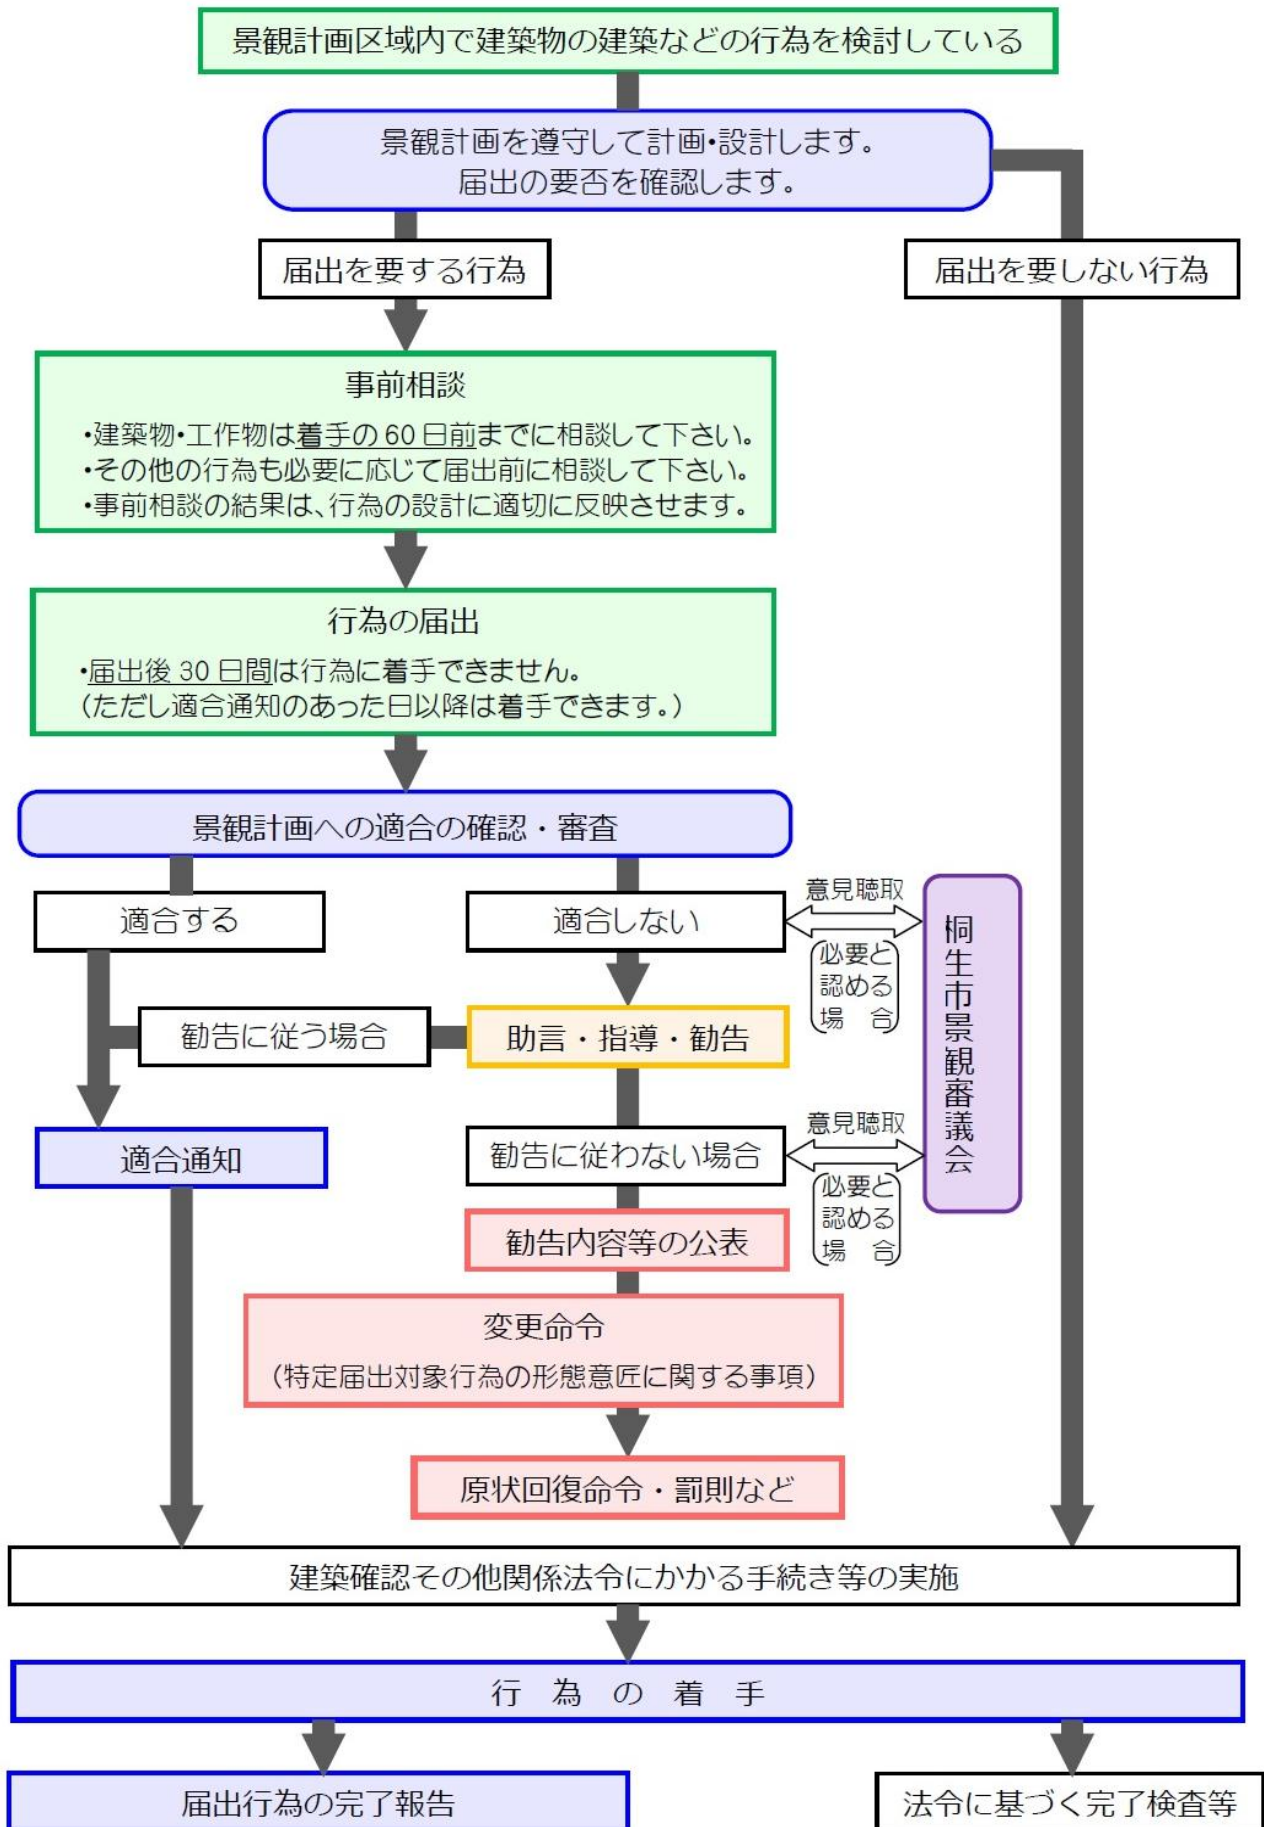 景観計画区域内で建築物の建築などの行為を検討している
景観計画を遵守して計画・設計します。
届出の要否を確認します。
届出を要する行為
届出を要しない行為
事前相談
・建築物・工作物は着手の60日前までに相談して下さい。
・その他の行為も必要に応じて届出前に相談して下さい。
・事前相談の結果は、行為の設計に適切に反映させます。
行為の届出
・届出後30日間は行為に着手できません。
(ただし適合通知のあった日以降は着手できます。)
景観計画への適合の確認・審査
適合する
適合しない
意見聴取
必要と
認める
場　合
桐生市景観審議会
勧告に従う場合
助言・指導・勧告
適合通知
勧告に従わない場合
意見聴取
必要と
認める
場　合
勧告内容等の公表
変更命令
(特定届出対象行為の形態意匠に関する事項)
原状回復命令・罰則など
建築確認その他関係法令にかかる手続き等の実施
行　為　の　着　手
届出行為の完了報告
法令に基づく完了検査等